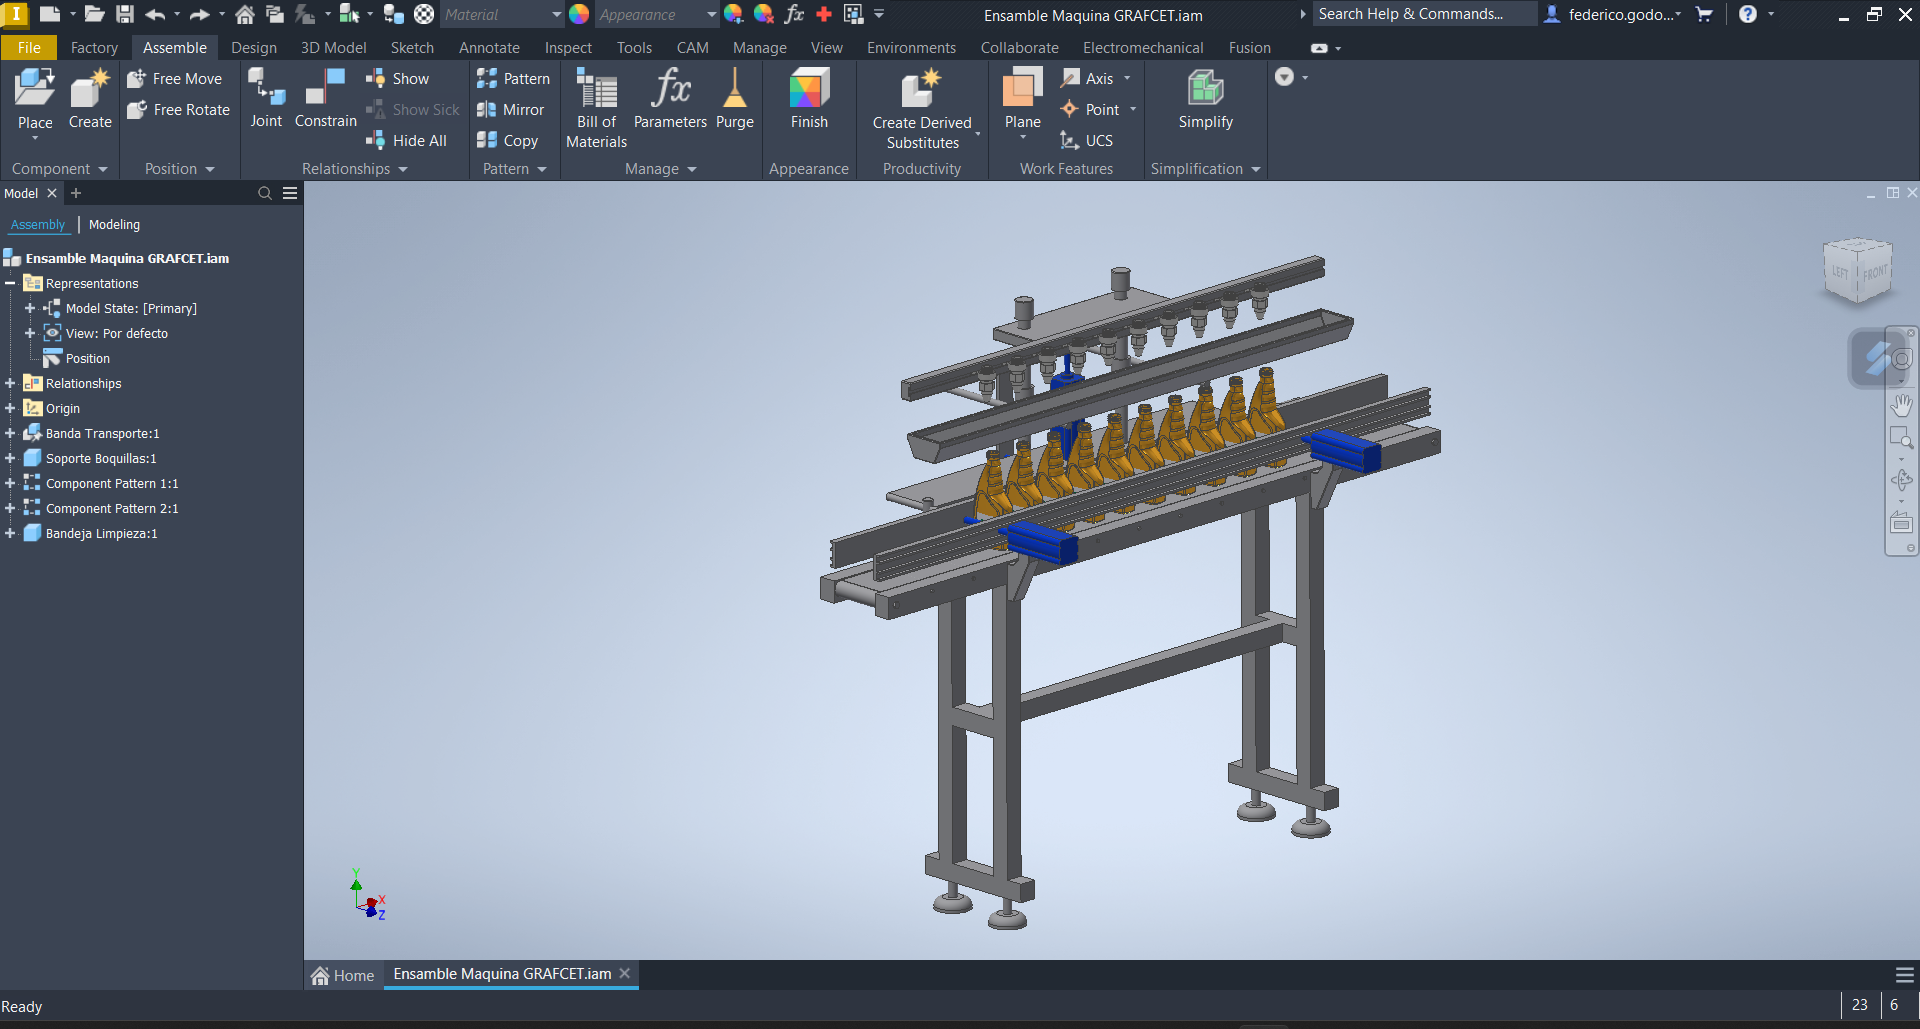 I
Material
Appearance
fx
Ensamble Maquina GRAFCET.iam
Search Help & Commands...
federico.godo...
?
File
Factory
Assemble
Design
3D Model
Sketch
Annotate
Inspect
Tools
CAM
Manage
View
Environments
Collaborate
Electromechanical
Fusion
Place
Create
Free Move
Free Rotate
Joint
Constrain
Show
Show Sick
Hide All
Pattern
Mirror
Copy
Bill of
Materials
fx
Parameters
Purge
Finish
Create Derived
Substitutes
Plane
Axis
Point
UCS
Simplify
Component
Position
Relationships
Pattern
Manage
Appearance
Productivity
Work Features
Simplification
Model
Assembly
Modeling
Ensamble Maquina GRAFCET.iam
Representations
Model State: [Primary]
View: Por defecto
Position
Relationships
Origin
Banda Transporte:1
Soporte Boquillas:1
Component Pattern 1:1
Component Pattern 2:1
Bandeja Limpieza:1
LEFT
FRONT
Y
X
Z
Home
Ensamble Maquina GRAFCET.iam
Ready
23
6